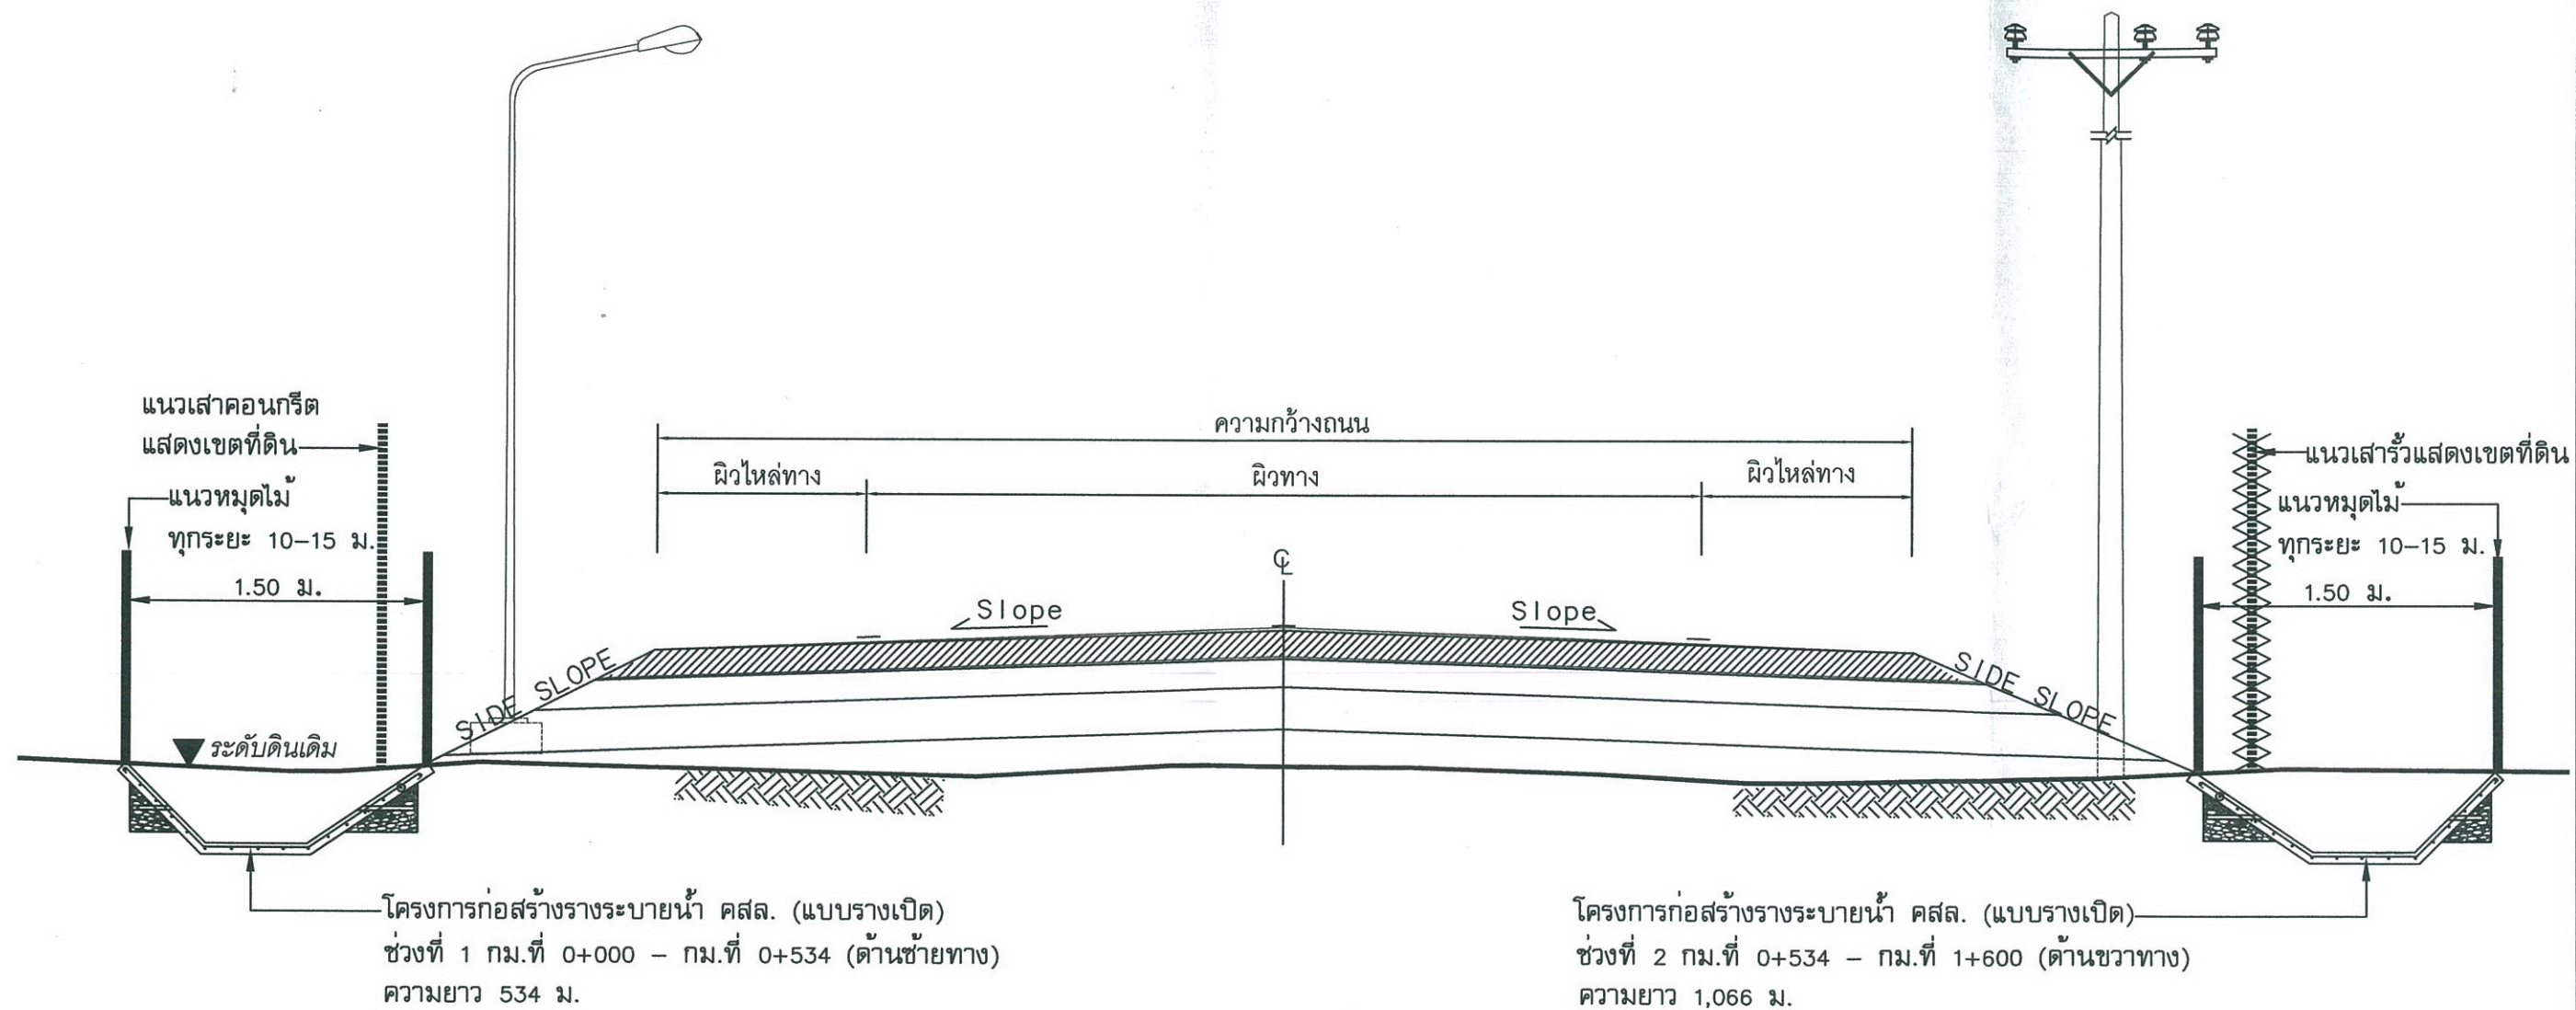 แนวเสาคอนกรีต
แสดงเขตที่ดิน
แนวหมุดไม้
ทุกระยะ 10-15 ม.
1.50 ม.
ระดับดินเดิม
ความกว้างถนน
ผิวไหล่ทาง
ผิวทาง
ผิวไหล่ทาง
℄
Slope
Slope
SIDE SLOPE
SIDE SLOPE
แนวเสารั้วแสดงเขตที่ดิน
แนวหมุดไม้
ทุกระยะ 10-15 ม.
1.50 ม.
โครงการก่อสร้างรางระบายน้ำ คสล. (แบบรางเปิด)
ช่วงที่ 1 กม.ที่ 0+000 - กม.ที่ 0+534 (ด้านซ้ายทาง)
ความยาว 534 ม.
โครงการก่อสร้างรางระบายน้ำ คสล. (แบบรางเปิด)
ช่วงที่ 2 กม.ที่ 0+534 - กม.ที่ 1+600 (ด้านขวาทาง)
ความยาว 1,066 ม.